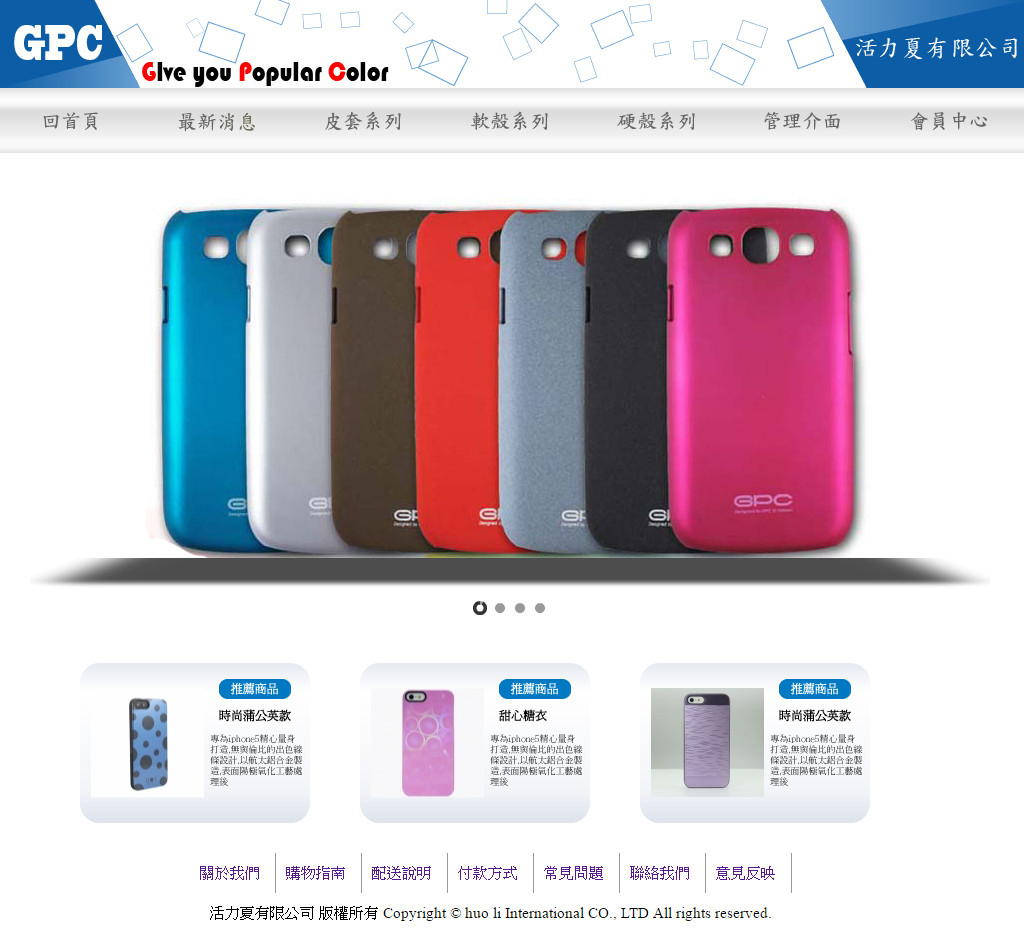 GPC
GIve you Popular Color
活力夏有限公司
回首頁 最新消息 皮套系列 軟殼系列 硬殼系列 管理介面 會員中心
GPC
推薦商品
時尚蒲公英款
專為iphone5精心量身
打造,無與倫比的出色線
條設計,以航太鋁合金製
造,表面陽極氧化工藝處
理後
推薦商品
甜心糖衣
專為iphone5精心量身
打造,無與倫比的出色線
條設計,以航太鋁合金製
造,表面陽極氧化工藝處
理後
推薦商品
時尚蒲公英款
專為iphone5精心量身
打造,無與倫比的出色線
條設計,以航太鋁合金製
造,表面陽極氧化工藝處
理後
關於我們 購物指南 配送說明 付款方式 常見問題 聯絡我們 意見反映
活力夏有限公司 版權所有 Copyright © huo li International CO., LTD All rights reserved.